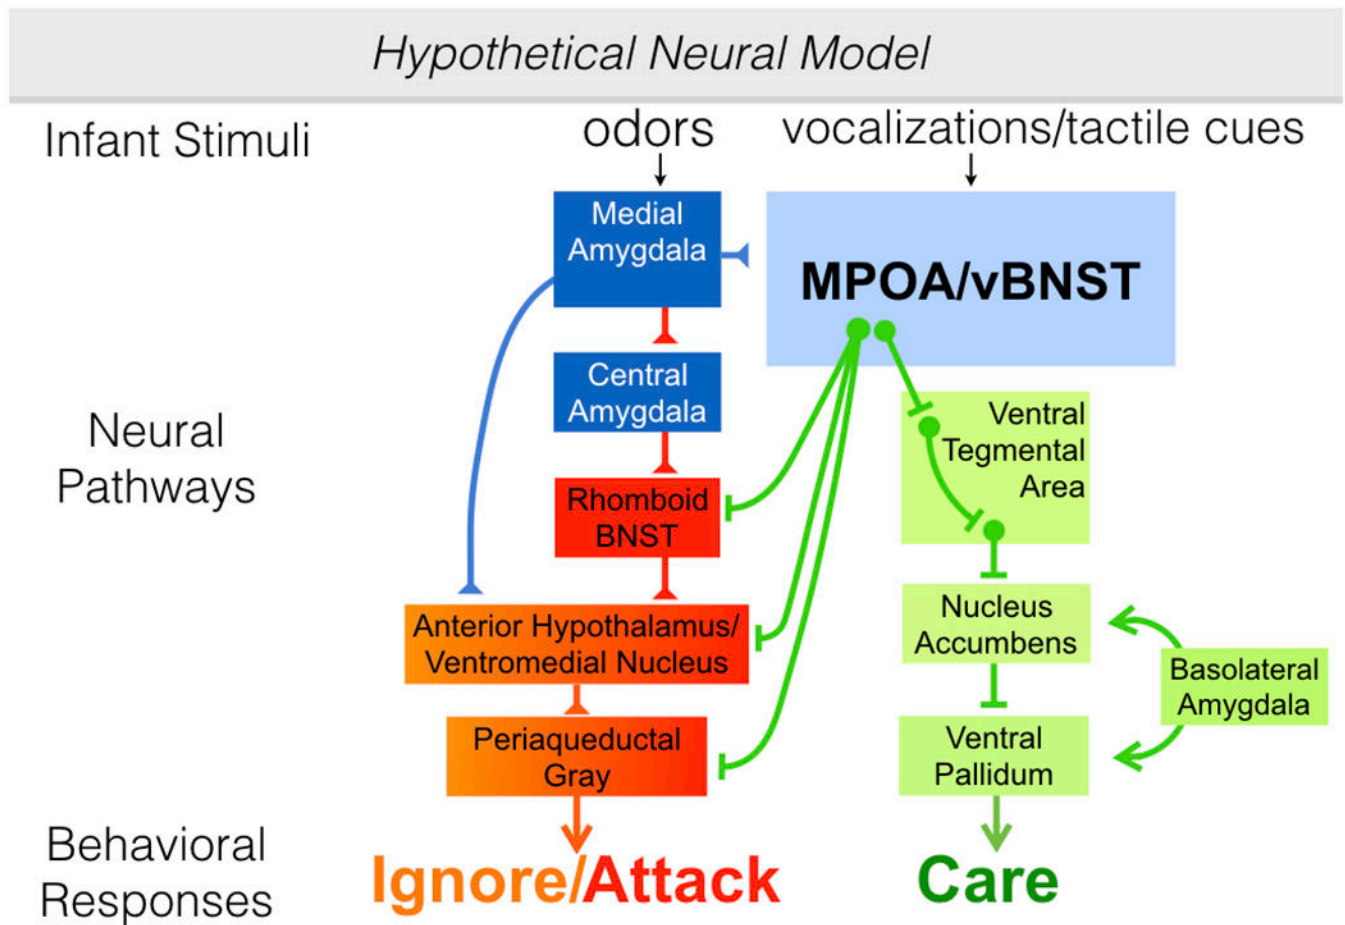 Hypothetical Neural Model
Infant Stimuli
odors
vocalizations/tactile cues
Medial
Amygdala
MPOA/vBNST
Central
Amygdala
Neural
Pathways
Ventral
Tegmental
Area
Rhomboid
BNST
Anterior Hypothalamus/
Ventromedial Nucleus
Nucleus
Accumbens
Basolateral
Amygdala
Periaqueductal
Gray
Ventral
Pallidum
Behavioral
Responses
Ignore/Attack
Care